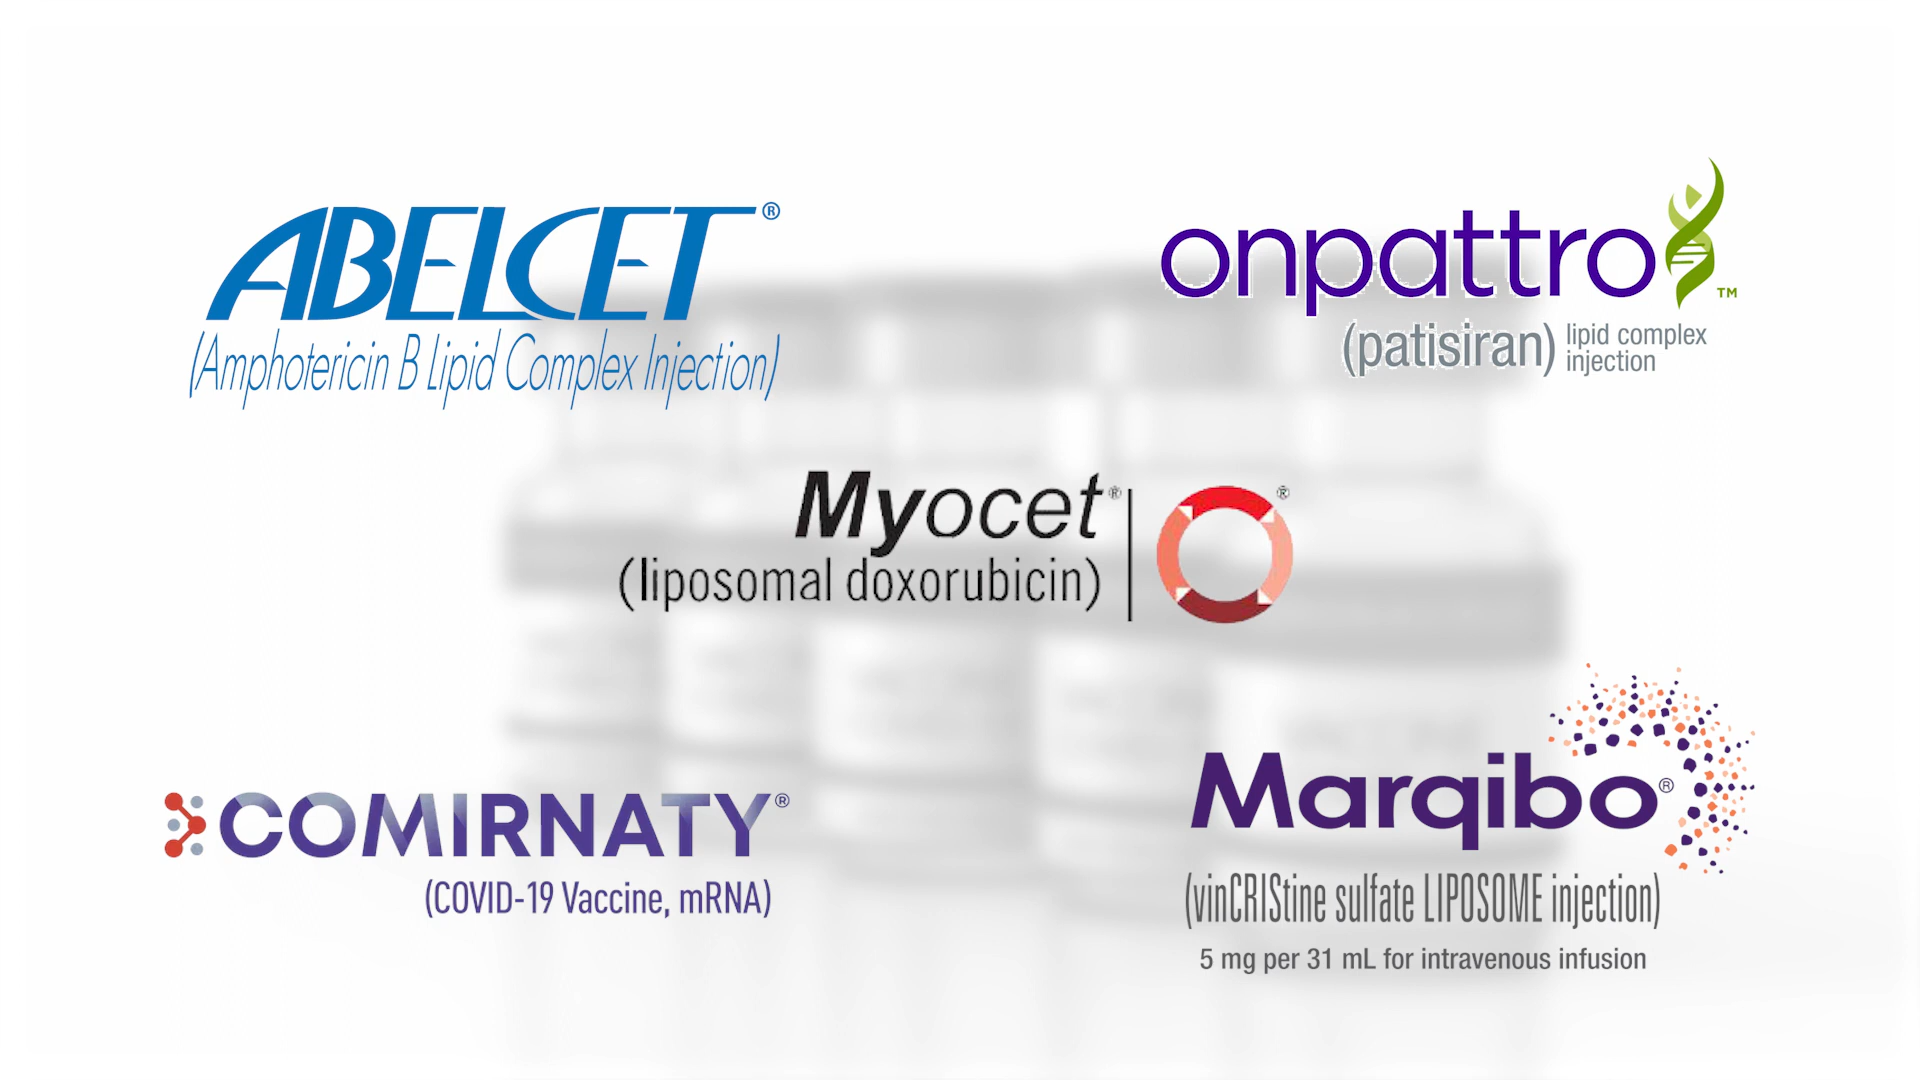 ABELCET®
(Amphotericin B Lipid Complex Injection)
onpattro™
(patisiran) lipid complex
injection
Myocet® ®
(liposomal doxorubicin)
COMIRNATY®
(COVID-19 Vaccine, mRNA)
Marqibo®
(vinCRIStine sulfate LIPOSOME injection)
5 mg per 31 mL for intravenous infusion